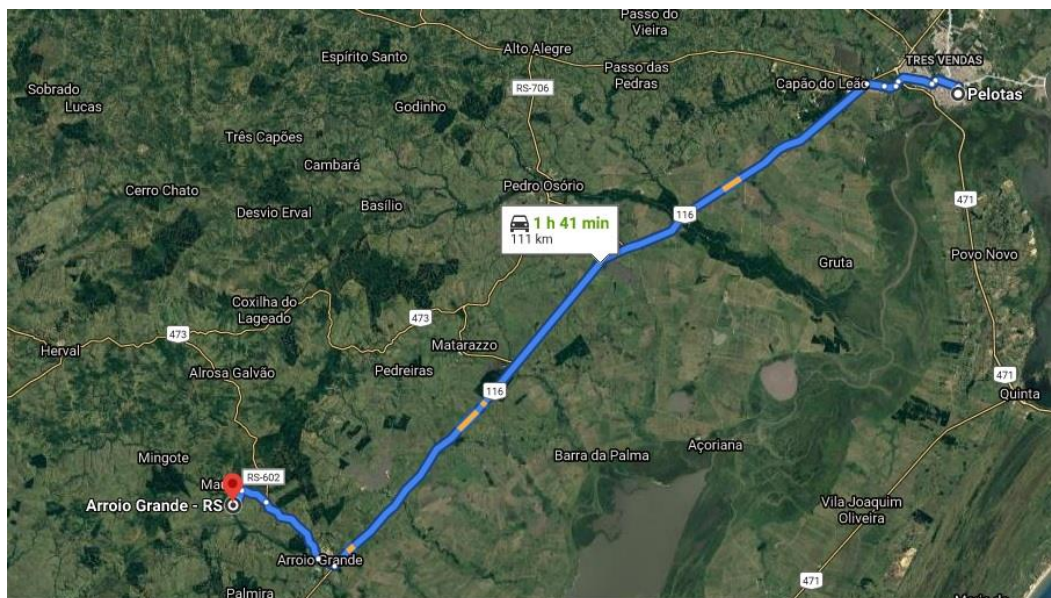 Passo do
Vieira
Espírito Santo
Alto Alegre
TRES VENDAS
Passo das
Pedras
Sobrado
Lucas
RS-706
Capão do Leão
Pelotas
Godinho
Três Capões
Cambará
Cerro Chato
Pedro Osório
Basílio
Desvio Erval
116
471
1 h 41 min
111 km
Povo Novo
Gruta
Coxilha do
Lageado
473
473
Herval
Matarazzo
Alrosa Galvão
Pedreiras
116
471
Quinta
Açoriana
Barra da Palma
Mingote
RS-602
Arroio Grande - RS
Vila Joaquim
Oliveira
Arroio Grande
471
Palmira